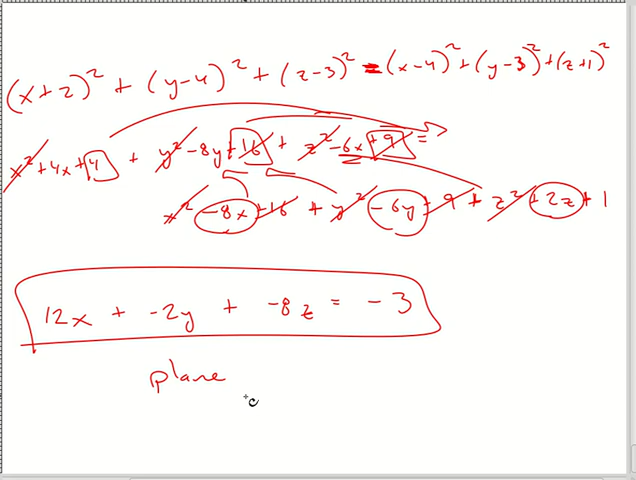 (x+2)² + (y-4)² + (z-3)² = (x-4)² + (y-3)² + (z+1)²
x² + 4x + 4 + y² - 8y + 16 + z² - 6x + 9 =
x² - 8x + 16 + y² - 6y - 9 + z² + 2z + 1
12x + -2y + -8z = -3
plane